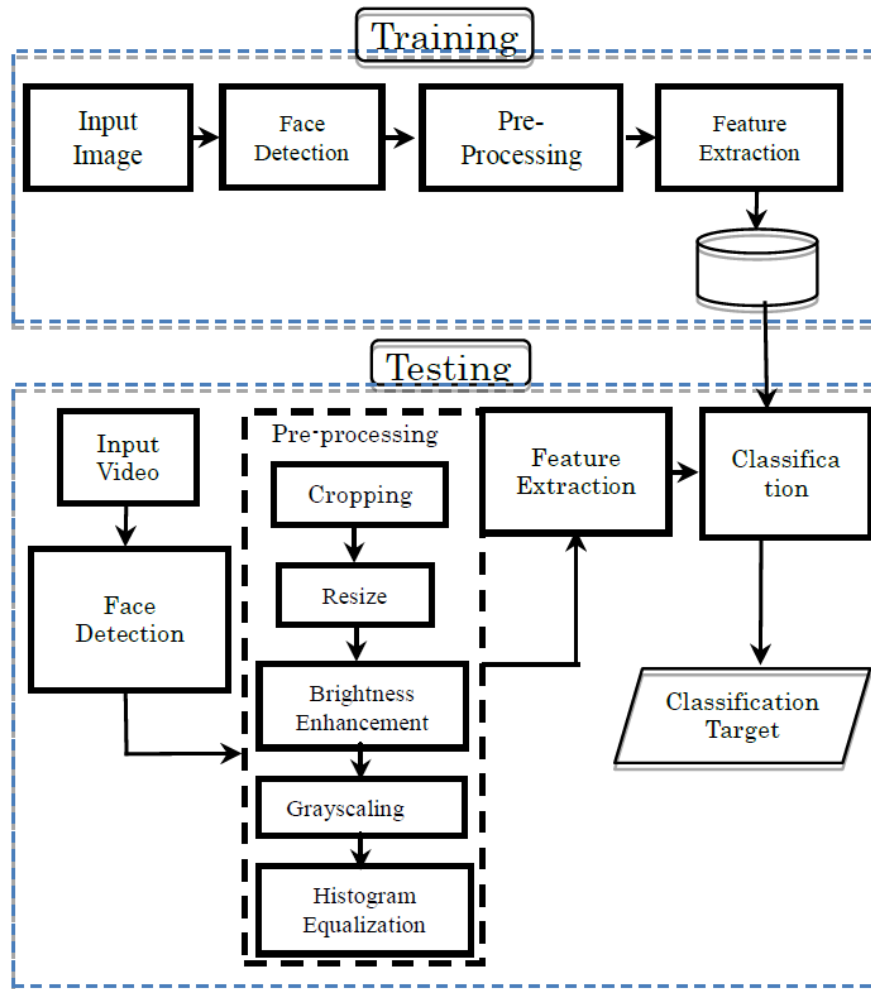 Training
Input
Image
Face
Detection
Pre-
Processing
Feature
Extraction
Testing
Input
Video
Face
Detection
Pre-processing
Cropping
Resize
Brightness
Enhancement
Grayscaling
Histogram
Equalization
Feature
Extraction
Classifica
tion
Classification
Target